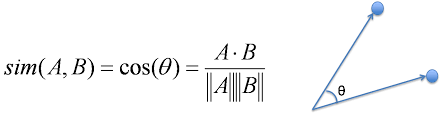 sim(A, B) = cos(θ) = A · B / ‖A‖‖B‖
θ